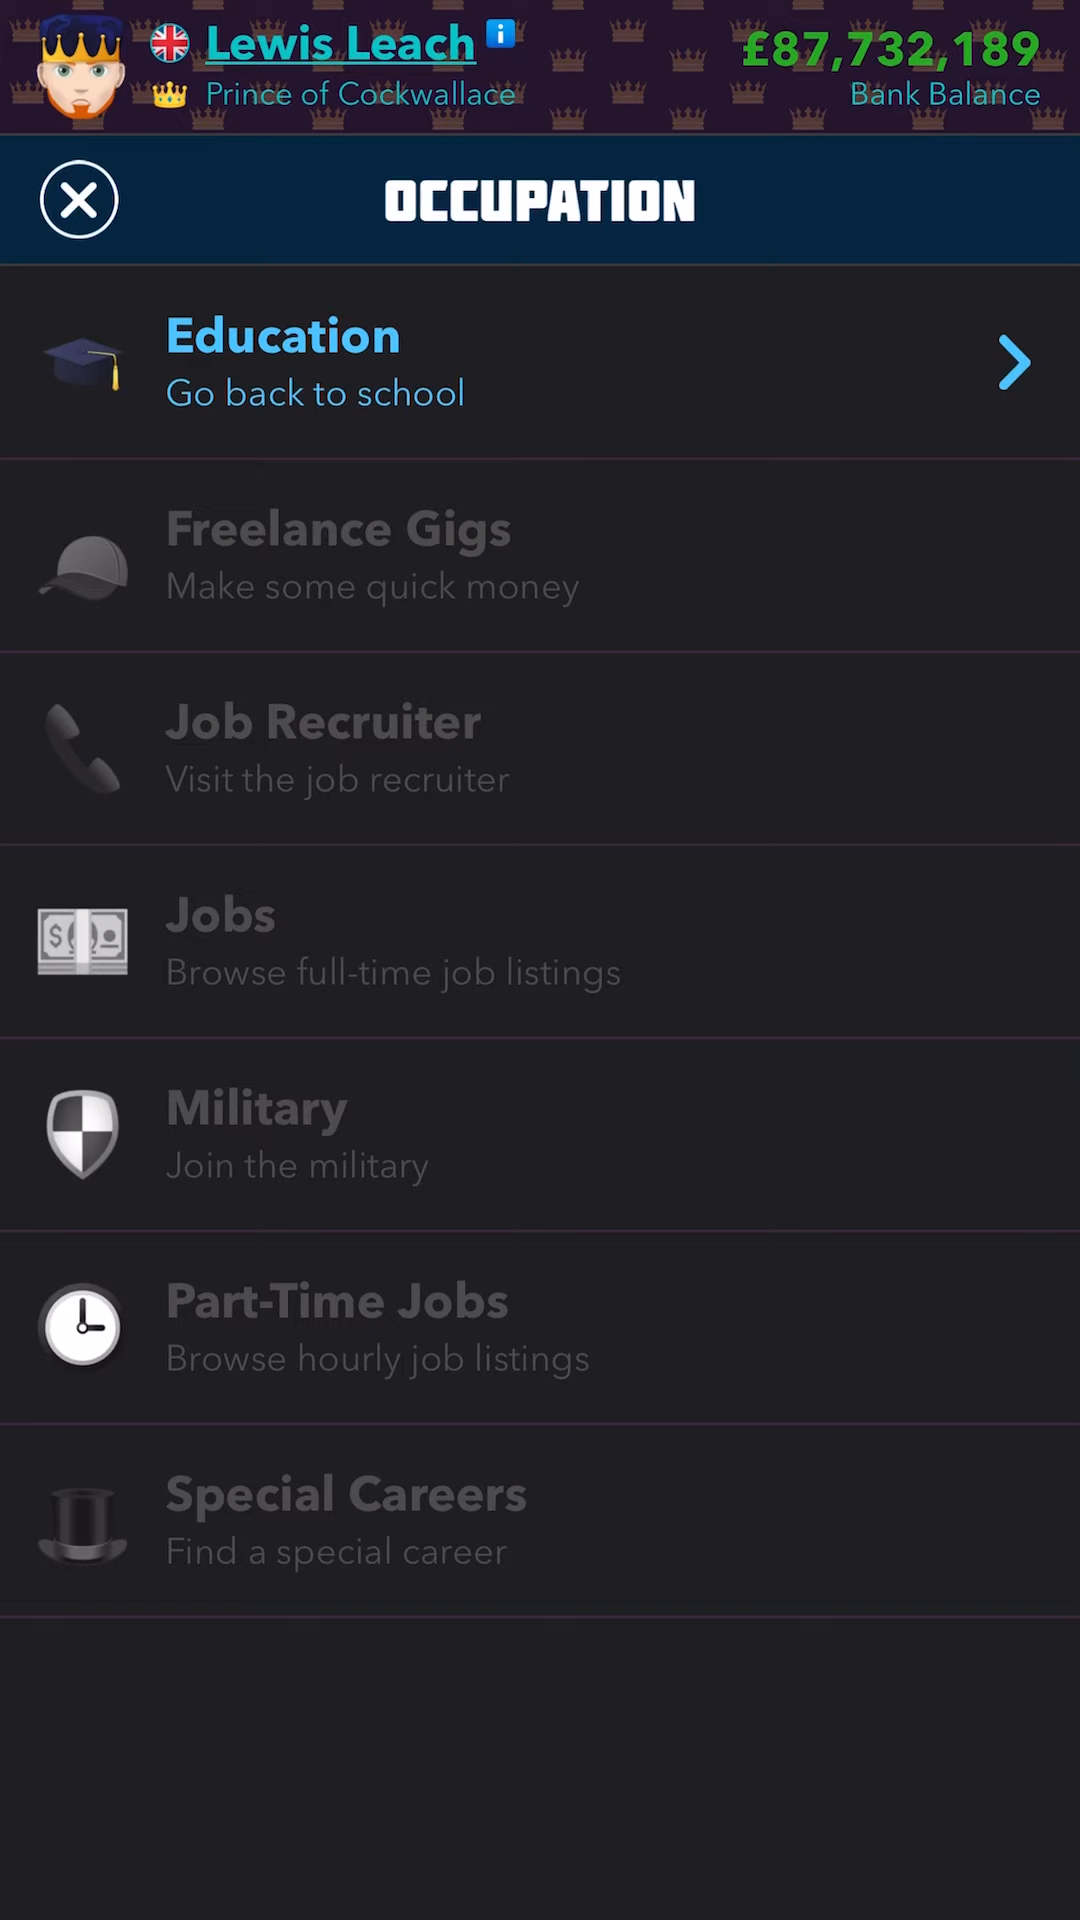 Lewis Leach i
£87,732,189
Prince of Cockwallace
Bank Balance
OCCUPATION
Education
Go back to school
Freelance Gigs
Make some quick money
Job Recruiter
Visit the job recruiter
Jobs
Browse full-time job listings
Military
Join the military
Part-Time Jobs
Browse hourly job listings
Special Careers
Find a special career